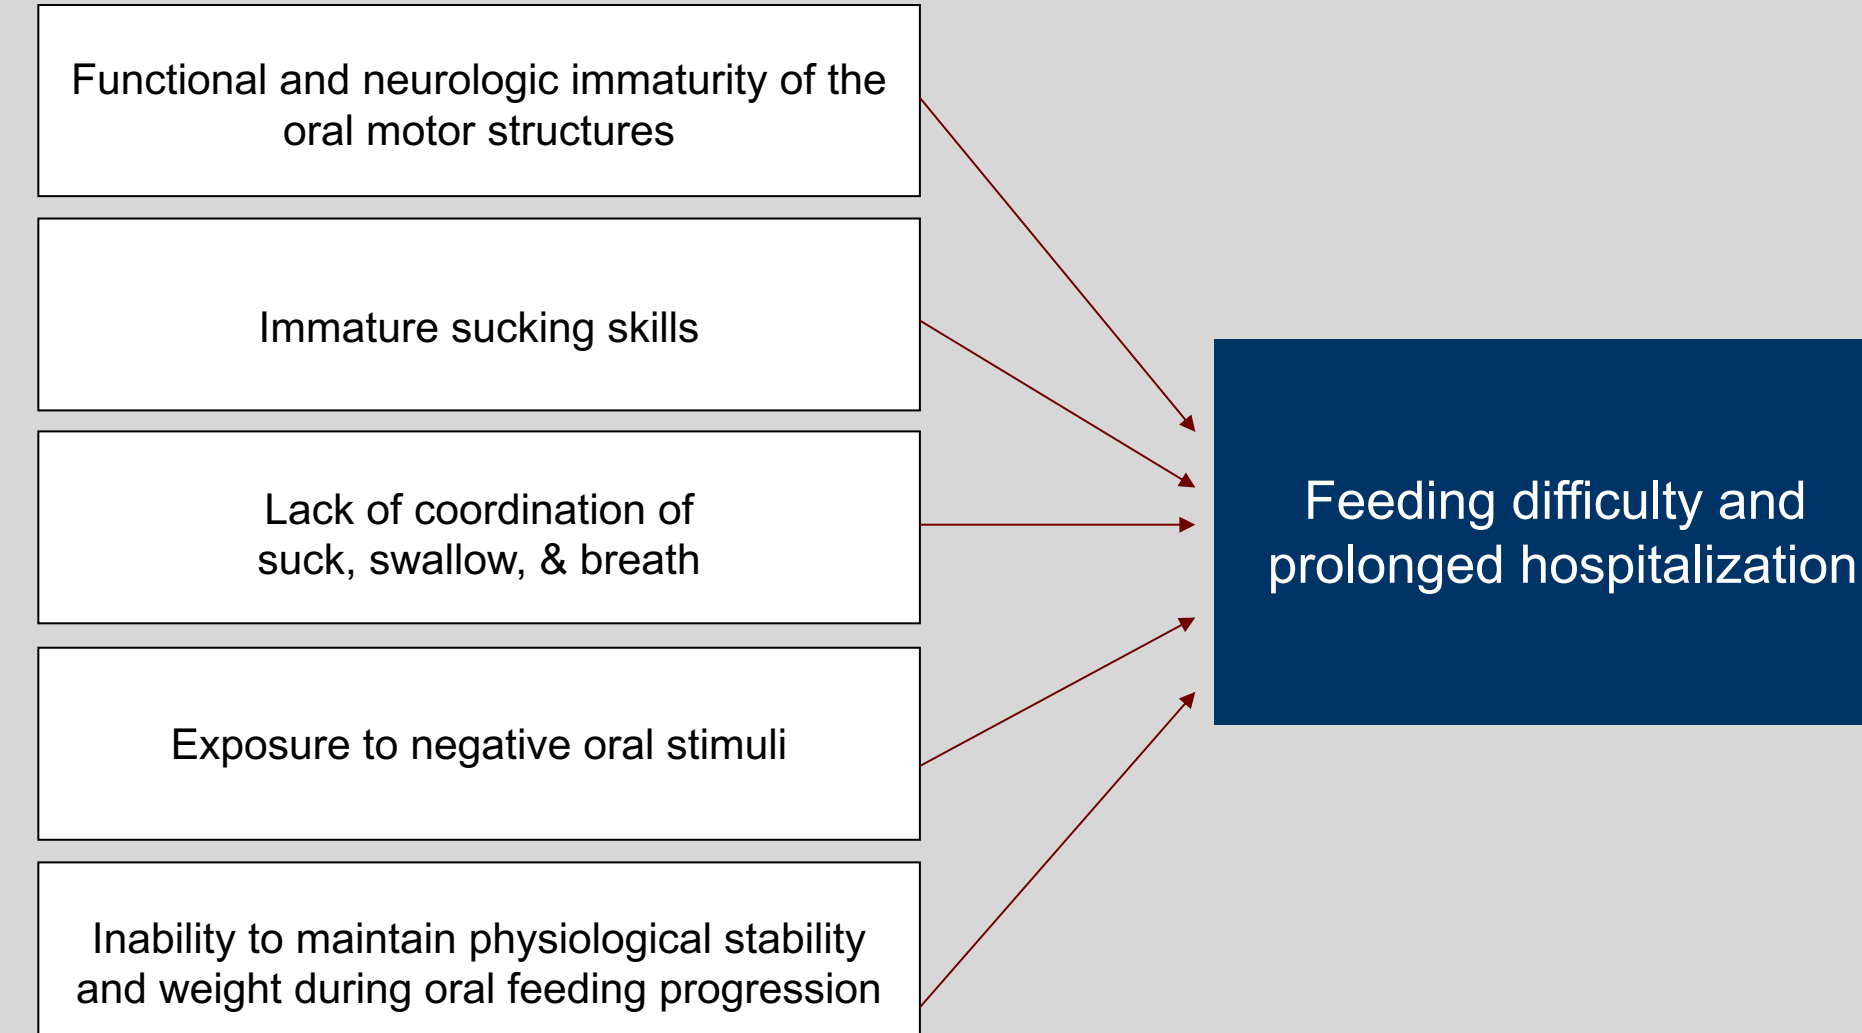 Functional and neurologic immaturity of the
oral motor structures
Immature sucking skills
Lack of coordination of
suck, swallow, & breath
Exposure to negative oral stimuli
Inability to maintain physiological stability
and weight during oral feeding progression
Feeding difficulty and
prolonged hospitalization